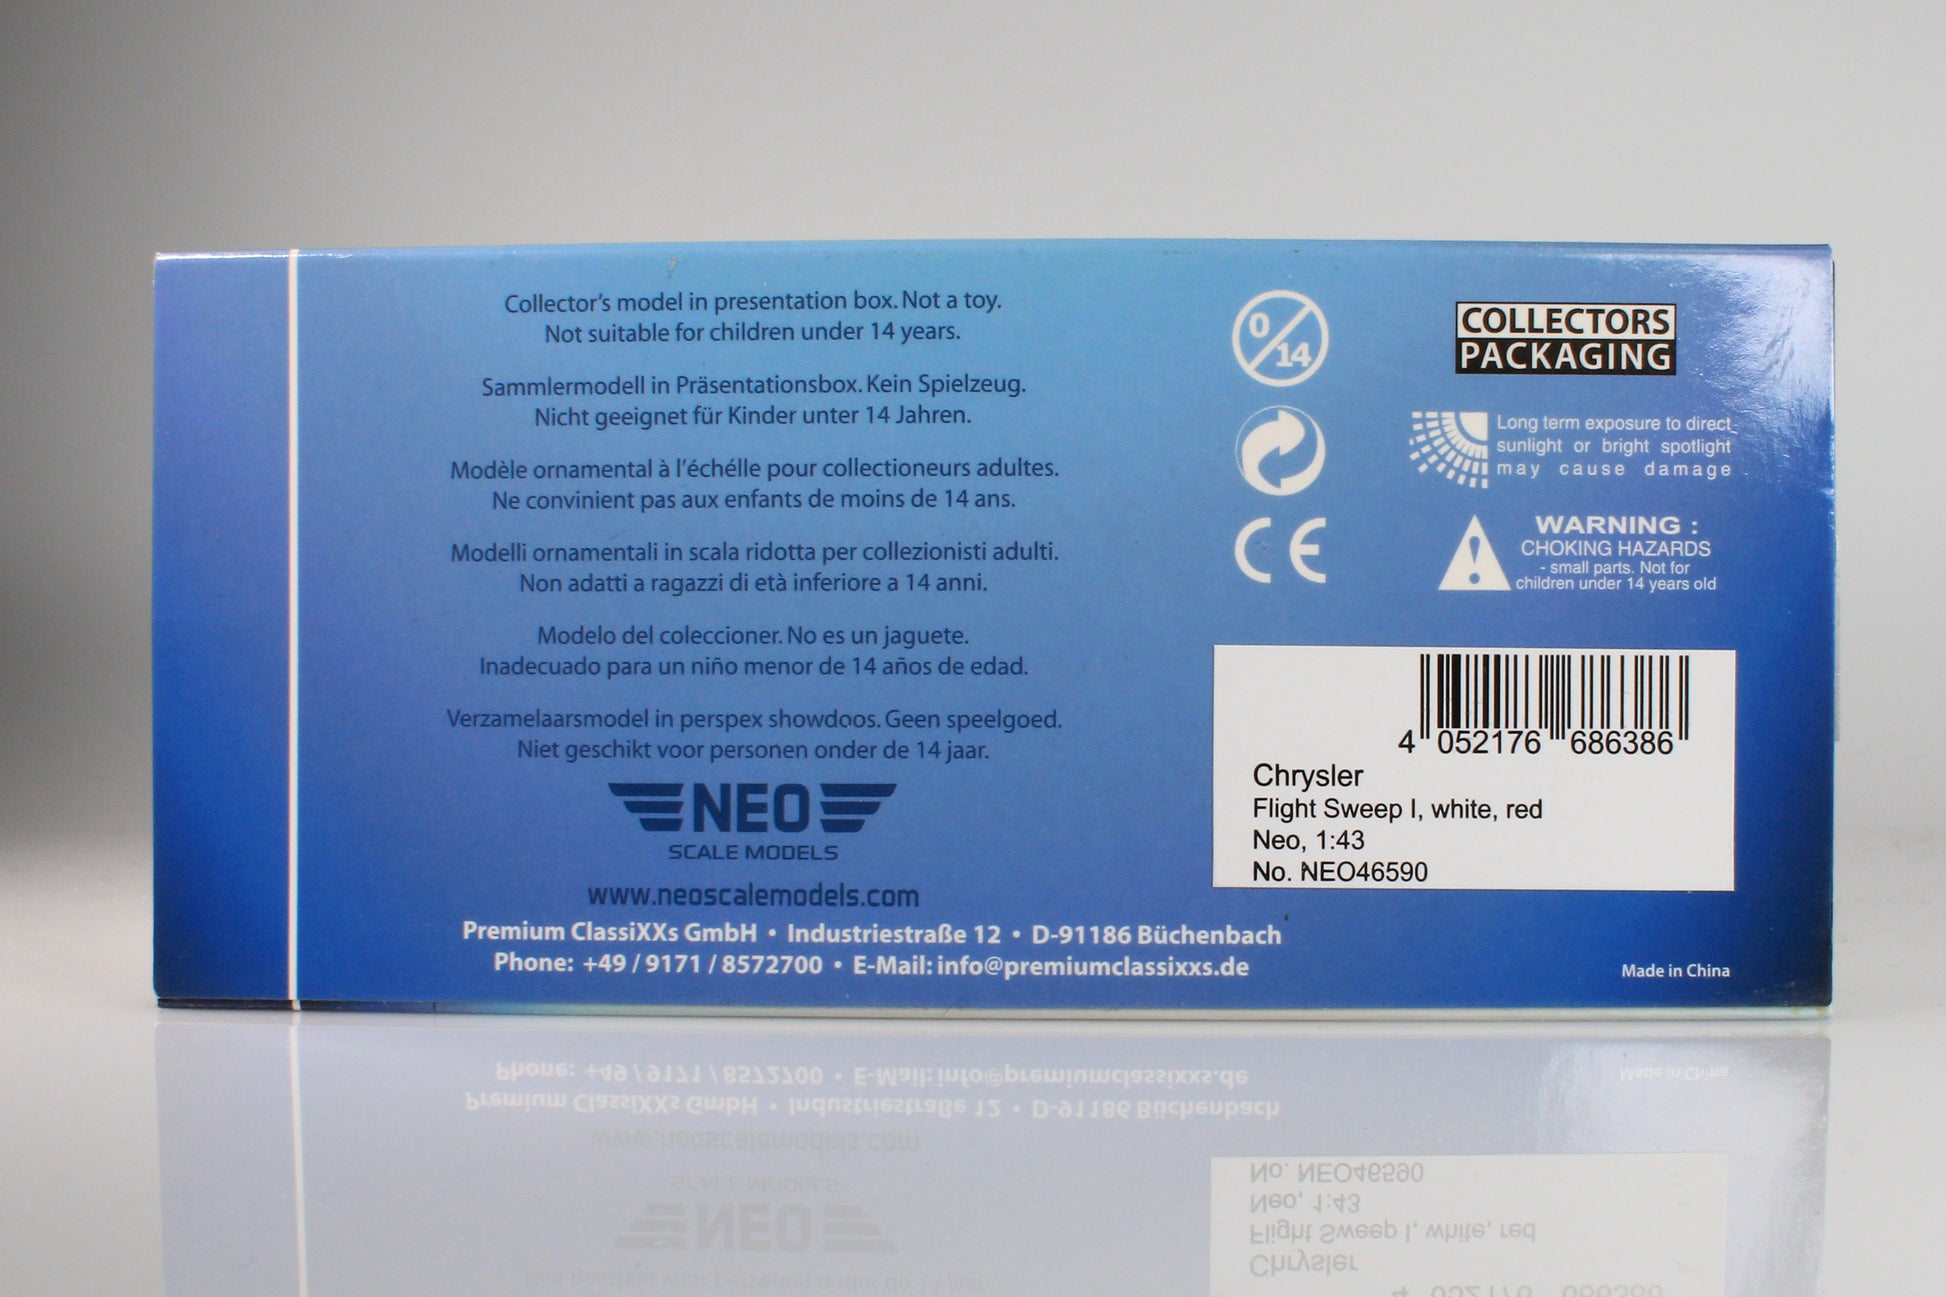 Collector's model in presentation box. Not a toy.
Not suitable for children under 14 years.
Sammlermodell in Präsentationsbox. Kein Spielzeug.
Nicht geeignet für Kinder unter 14 Jahren.
Modèle ornamental à l'échélle pour collectioneurs adultes.
Ne convinient pas aux enfants de moins de 14 ans.
Modelli ornamentali in scala ridotta per collezionisti adulti.
Non adatti a ragazzi di età inferiore a 14 anni.
Modelo del coleccioner. No es un jaguete.
Inadecuado para un niño menor de 14 años de edad.
Verzamelaarsmodel in perspex showdoos. Geen speelgoed.
Niet geschikt voor personen onder de 14 jaar.
NEO
SCALE MODELS
www.neoscalemodels.com
Premium ClassiXXs GmbH • Industriestraße 12 • D-91186 Büchenbach
Phone: +49 / 9171 / 8572700 • E-Mail: info@premiumclassixxs.de
0
14
CE
COLLECTORS
PACKAGING
Long term exposure to direct
sunlight or bright spotlight
may cause damage
WARNING :
CHOKING HAZARDS
- small parts. Not for
children under 14 years old
4 052176 686386
Chrysler
Flight Sweep I, white, red
Neo, 1:43
No. NEO46590
Made in China